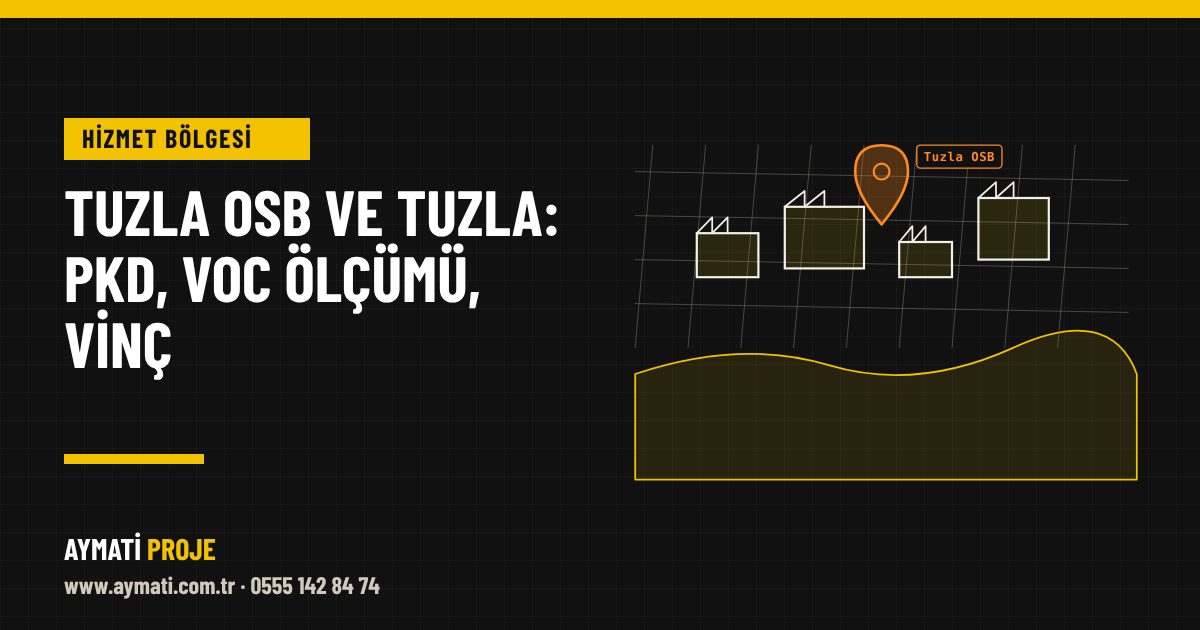 HİZMET BÖLGESİ
TUZLA OSB VE TUZLA:
PKD, VOC ÖLÇÜMÜ,
VİNÇ
Tuzla OSB
AYMATİ PROJE
www.aymati.com.tr · 0555 142 84 74